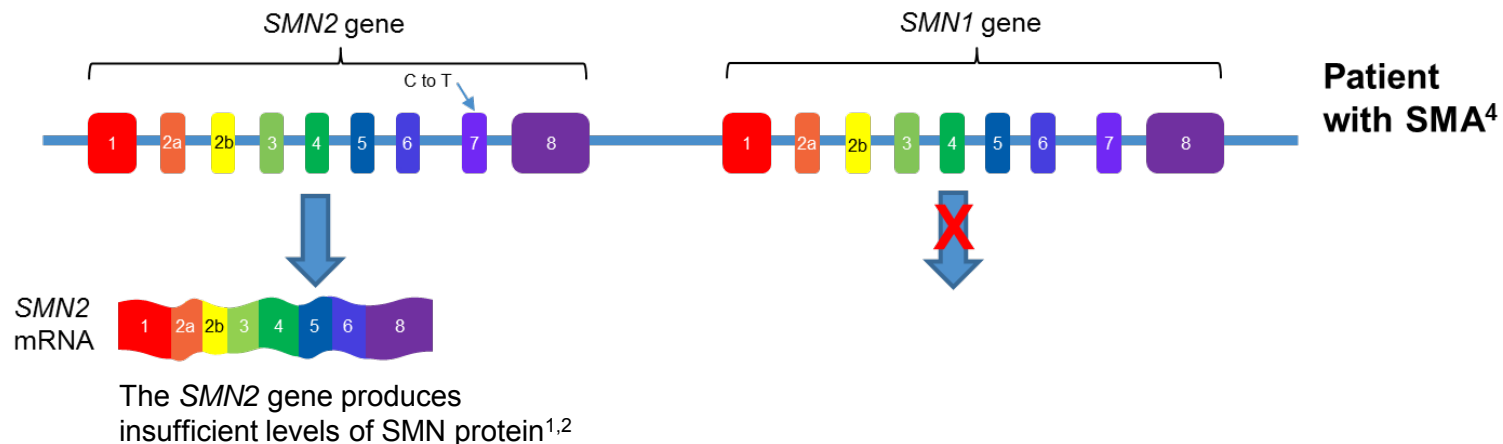 SMN2 gene
SMN1 gene
C to T
Patient
with SMA4
1 2a 2b 3 4 5 6 7 8
1 2a 2b 3 4 5 6 7 8
X
SMN2
mRNA
1 2a 2b 3 4 5 6 8
The SMN2 gene produces
insufficient levels of SMN protein1,2